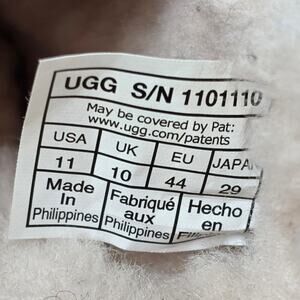 UGG S/N 1101110
May be covered by Pat:
www.ugg.com/patents
USA UK EU JAPAN
11 10 44 29
Made Fabriqué Hecho
In aux en
Philippines Philippines